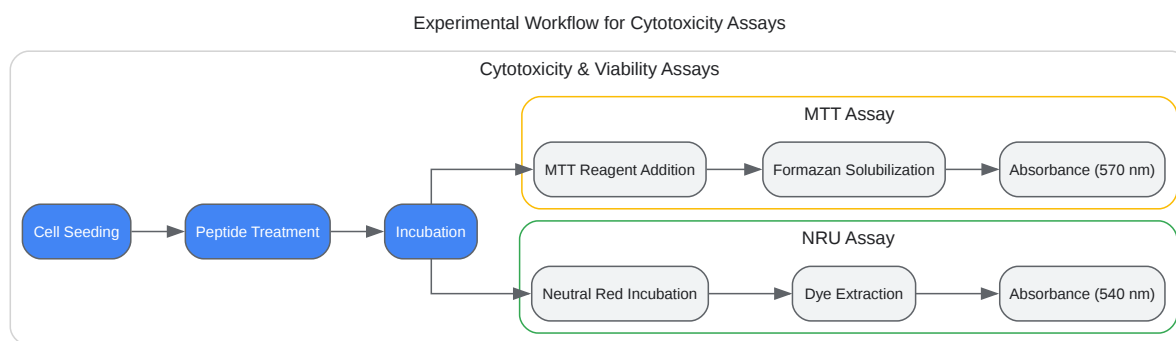 Experimental Workflow for Cytotoxicity Assays
Cytotoxicity & Viability Assays
MTT Assay
MTT Reagent Addition
Formazan Solubilization
Absorbance (570 nm)
Cell Seeding
Peptide Treatment
Incubation
NRU Assay
Neutral Red Incubation
Dye Extraction
Absorbance (540 nm)